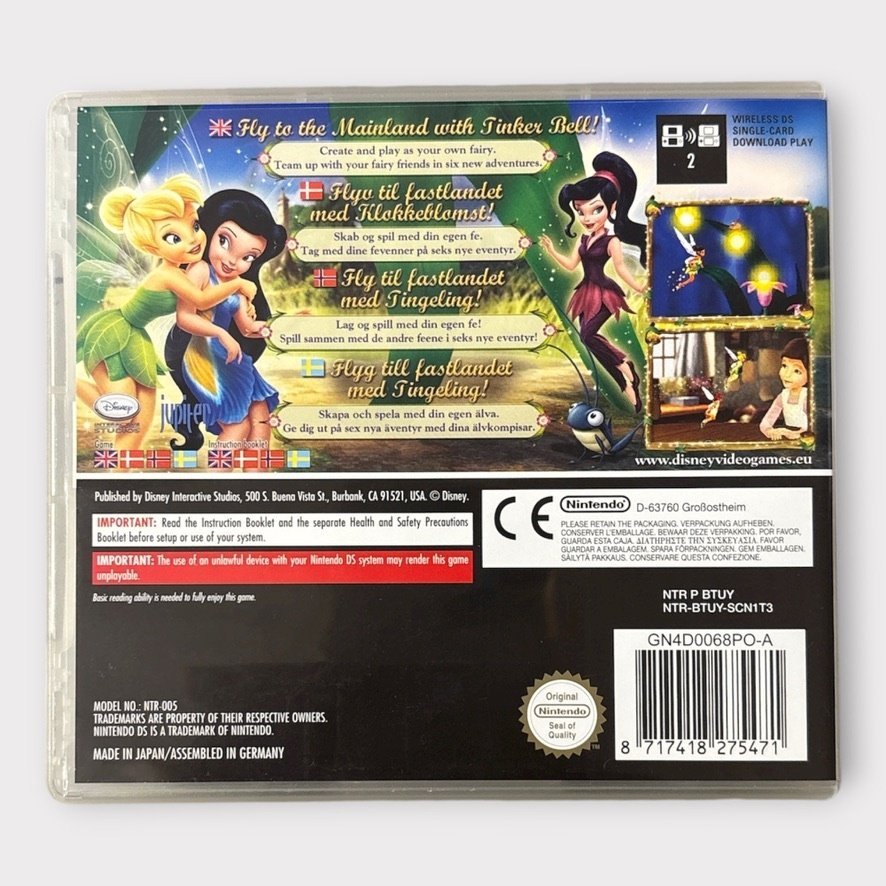 Fly to the Mainland with Tinker Bell!
Create and play as your own fairy.
Team up with your fairy friends in six new adventures.
Flyv til fastlandet
med Klokkeblomst!
Skab og spil med din egen fe.
Tag med dine fevenner på seks nye eventyr.
Fly til fastlandet
med Tingeling!
Lag og spill med din egen fe!
Spill sammen med de andre feene i seks nye eventyr!
Flyg till fastlandet
med Tingeling!
Skapa och spela med din egen älva.
Ge dig ut på sex nya äventyr med dina älvkompisar.
WIRELESS DS
SINGLE-CARD
DOWNLOAD PLAY
2
Disney
STUDIOS
jupiter
Game
Instruction booklet
www.disneyvideogames.eu
Published by Disney Interactive Studios, 500 S. Buena Vista St., Burbank, CA 91521, USA. © Disney.
IMPORTANT: Read the Instruction Booklet and the separate Health and Safety Precautions
Booklet before setup or use of your system.
IMPORTANT: The use of an unlawful device with your Nintendo DS system may render this game
unplayable.
Basic reading ability is needed to fully enjoy this game.
CE
Nintendo® D-63760 Großostheim
PLEASE RETAIN THE PACKAGING. VERPACKUNG AUFHEBEN.
CONSERVER L'EMBALLAGE. BEWAAR DEZE VERPAKKING. POR FAVOR,
GUARDA ESTA CAJA. ΔΙΑΤΗΡΗΣΤΕ ΤΗΝ ΣΥΣΚΕΥΑΣΙΑ. FAVOR
GUARDAR A EMBALAGEM. SPARA FÖRPACKNINGEN. GEM EMBALLAGEN.
SÄILYTÄ PAKKAUS. CONSERVARE QUESTA CONFEZIONE.
NTR P BTUY
NTR-BTUY-SCN1T3
GN4D0068PO-A
8 717418 275471
Original
Nintendo
Seal of
Quality
TM
MODEL NO.: NTR-005
TRADEMARKS ARE PROPERTY OF THEIR RESPECTIVE OWNERS.
NINTENDO DS IS A TRADEMARK OF NINTENDO.
MADE IN JAPAN/ASSEMBLED IN GERMANY